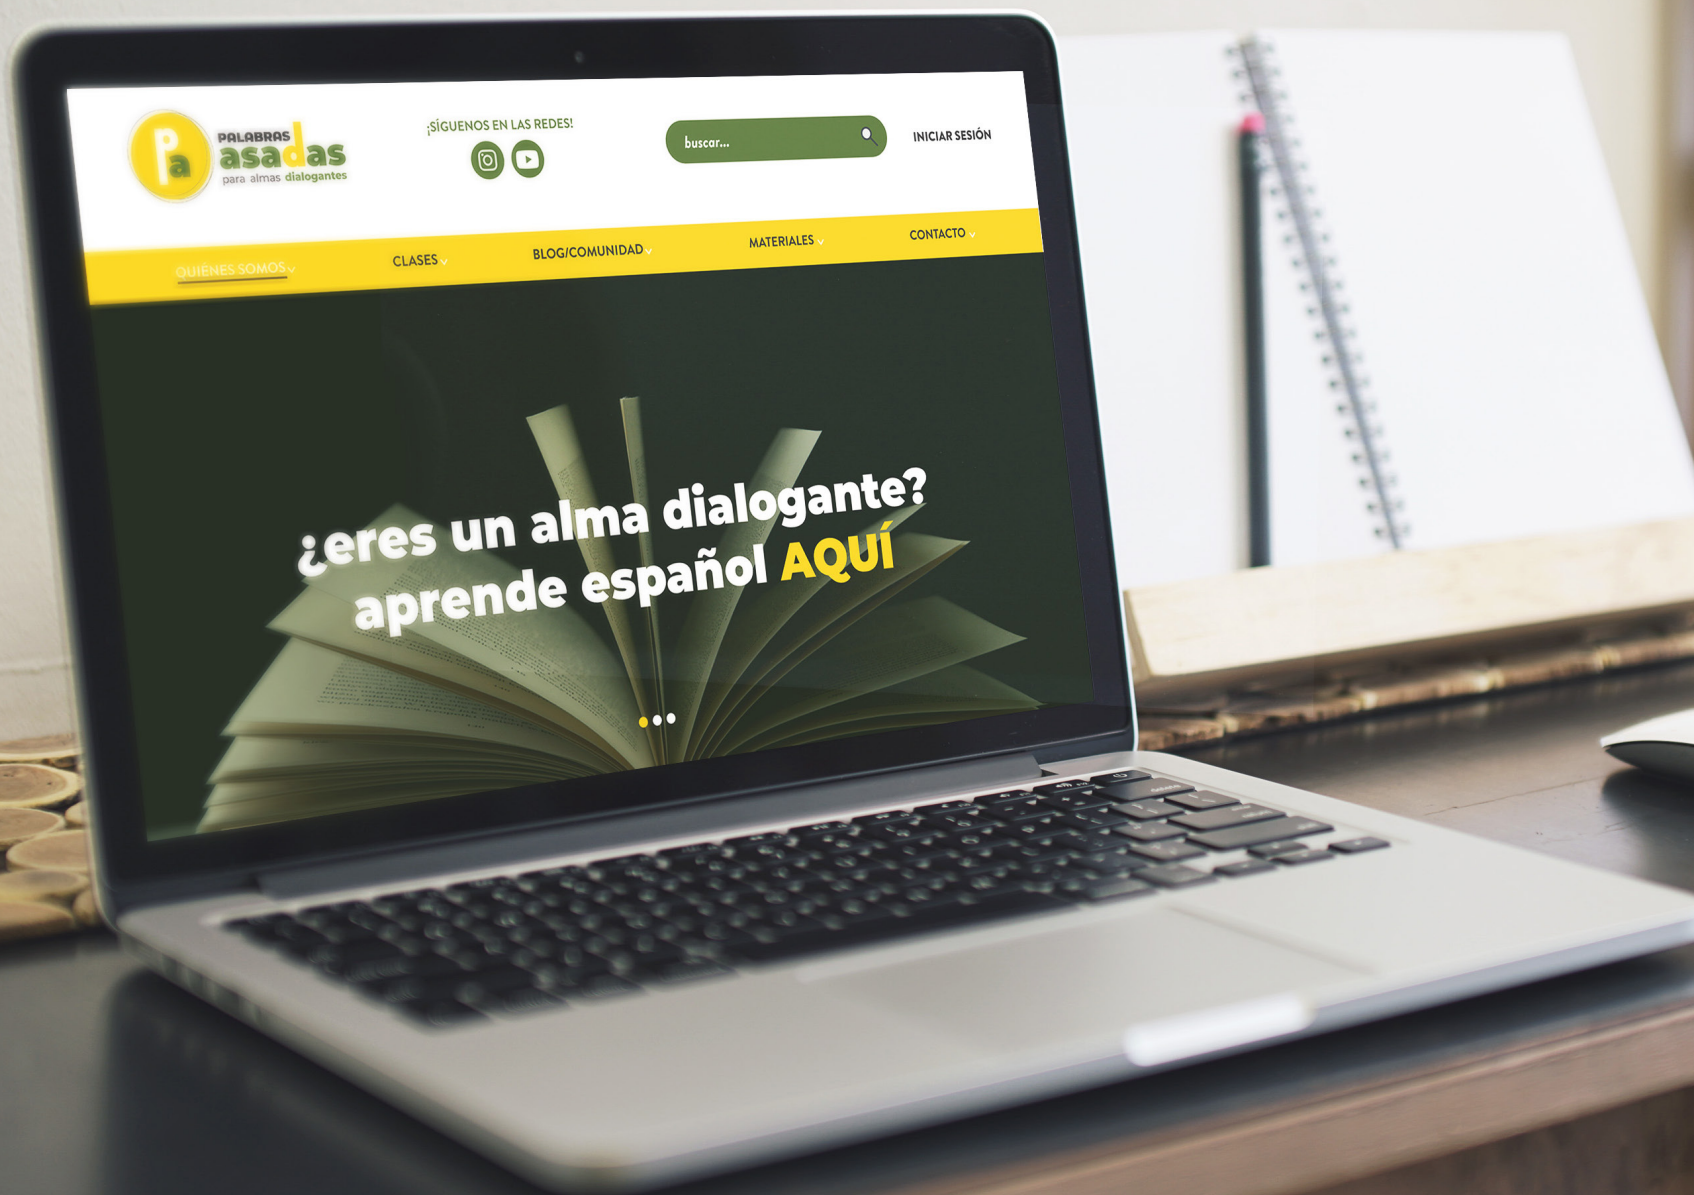 Pa
PALABRAS
asadas
para almas dialogantes
¡SÍGUENOS EN LAS REDES!
buscar...
INICIAR SESIÓN
QUIÉNES SOMOS
CLASES
BLOG/COMUNIDAD
MATERIALES
CONTACTO
¿eres un alma dialogante?
aprende español AQUÍ